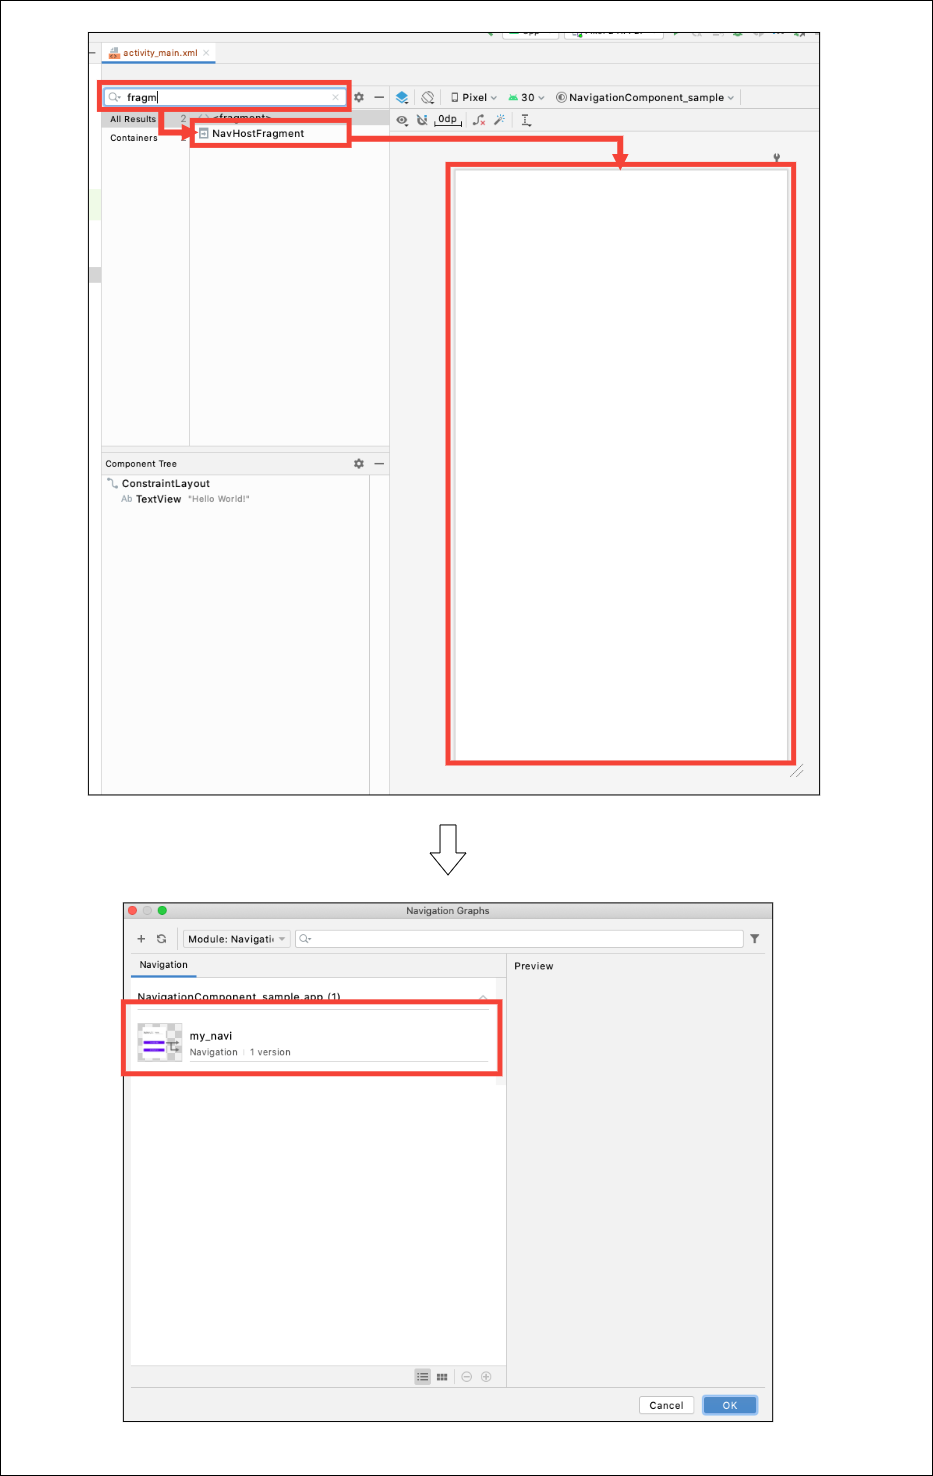 activity_main.xml
fragm
Pixel
30
NavigationComponent_sample
All Results
2
<fragment>
0dp
Containers
NavHostFragment
Component Tree
ConstraintLayout
Ab TextView "Hello World!"
Navigation Graphs
Module: Navigati
Navigation
Preview
NavigationComponent_sample.app (1)
my_navi
Navigation | 1 version
Cancel
OK